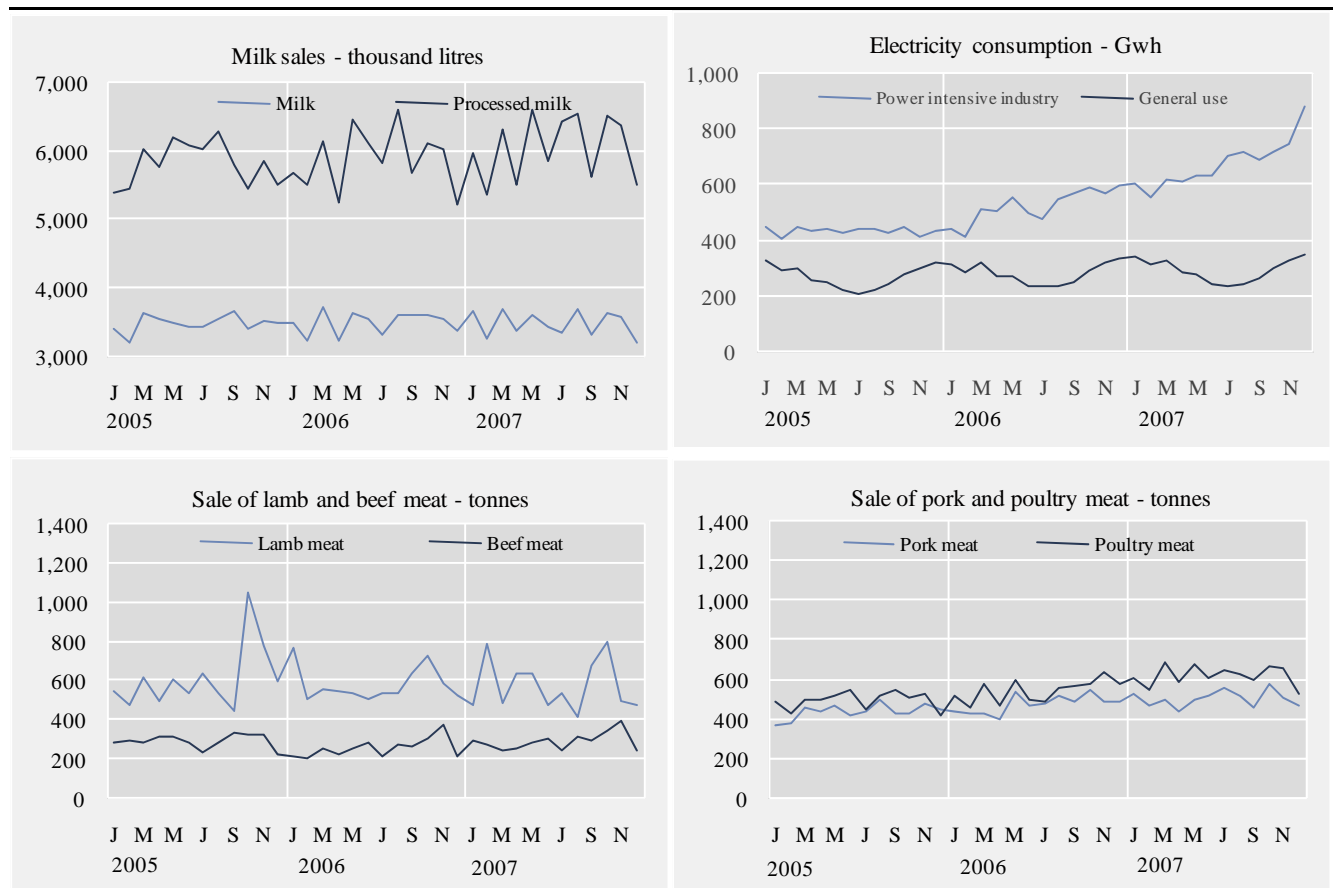 Milk sales - thousand litres
7,000
Milk Processed milk
6,000
5,000
4,000
3,000
J M M J S N J M M J S N J M M J S N
2005 2006 2007
Electricity consumption - Gwh
1,000
Power intensive industry General use
800
600
400
200
0
J M M J S N J M M J S N J M M J S N
2005 2006 2007
Sale of lamb and beef meat - tonnes
1,400
Lamb meat Beef meat
1,200
1,000
800
600
400
200
0
J M M J S N J M M J S N J M M J S N
2005 2006 2007
Sale of pork and poultry meat - tonnes
1,400
Pork meat Poultry meat
1,200
1,000
800
600
400
200
0
J M M J S N J M M J S N J M M J S N
2005 2006 2007